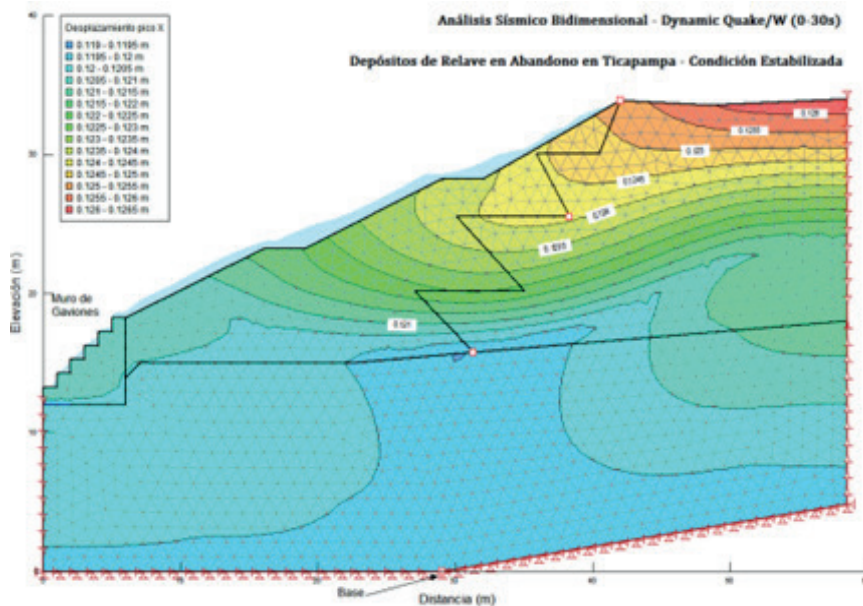 Análisis Sísmico Bidimensional - Dynamic Quake/W (0-30s)
Depósitos de Relave en Abandono en Ticapampa - Condición Estabilizada
Desplazamiento pico X
0.119 - 0.1195 m
0.1195 - 0.12 m
0.12 - 0.1205 m
0.1205 - 0.121 m
0.121 - 0.1215 m
0.1215 - 0.122 m
0.122 - 0.1225 m
0.1225 - 0.123 m
0.123 - 0.1235 m
0.1235 - 0.124 m
0.124 - 0.1245 m
0.1245 - 0.125 m
0.125 - 0.1255 m
0.1255 - 0.126 m
0.126 - 0.1265 m
40
30
20
10
0
Elevación (m)
Muro de
Gaviones
0.126
0.125
0.1245
0.124
0.121
0
10
20
30
40
50
Base
Distancia (m)